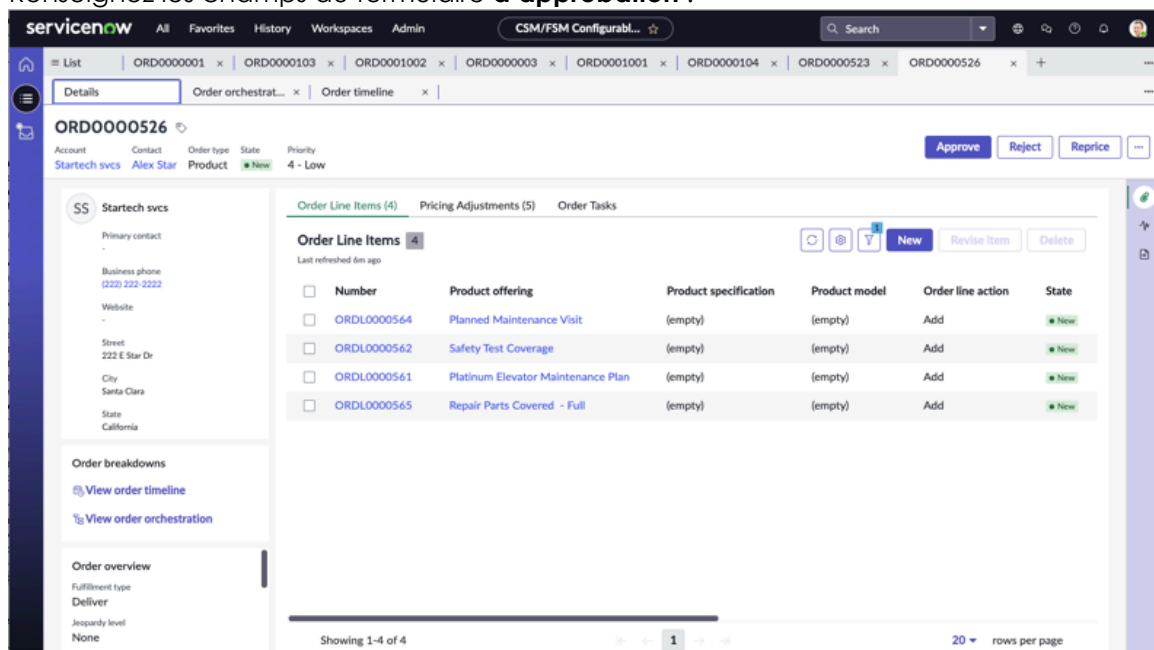 Renseignez les champs de formulaire d'approbation :
servicenow All Favorites History Workspaces Admin CSM/FSM Configurabl... Search
List ORD0000001 ORD0000103 ORD0001002 ORD0000003 ORD0001001 ORD0000104 ORD0000523 ORD0000526
Details Order orchestrat... Order timeline
ORD0000526
Account Contact Order type State Priority
Startech svcs Alex Star Product New 4 - Low
Approve Reject Reprice
SS Startech svcs
Primary contact
-
Business phone
(222) 222-2222
Website
-
Street
222 E Star Dr
City
Santa Clara
State
California
Order breakdowns
View order timeline
View order orchestration
Order overview
Fulfillment type
Deliver
Jeopardy level
None
Order Line Items (4) Pricing Adjustments (5) Order Tasks
Order Line Items 4
Last refreshed 6m ago
1 New Revise Item Delete
Number Product offering Product specification Product model Order line action State
ORDL0000564 Planned Maintenance Visit (empty) (empty) Add New
ORDL0000562 Safety Test Coverage (empty) (empty) Add New
ORDL0000561 Platinum Elevator Maintenance Plan (empty) (empty) Add New
ORDL0000565 Repair Parts Covered - Full (empty) (empty) Add New
Showing 1-4 of 4 1 20 rows per page